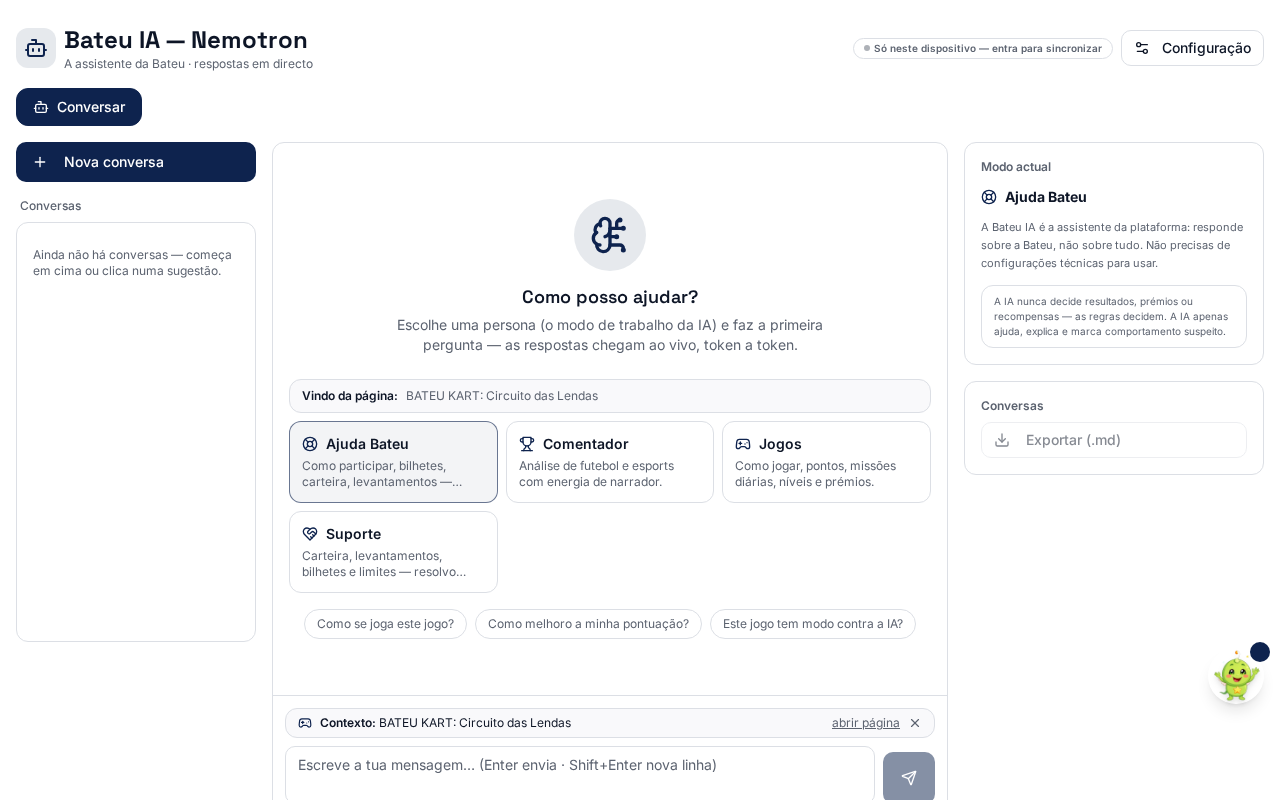 Bateu IA — Nemotron
A assistente da Bateu · respostas em directo
Só neste dispositivo — entra para sincronizar
Configuração
Conversar
Nova conversa
Conversas
Ainda não há conversas — começa
em cima ou clica numa sugestão.
Como posso ajudar?
Escolhe uma persona (o modo de trabalho da IA) e faz a primeira
pergunta — as respostas chegam ao vivo, token a token.
Vindo da página: BATEU KART: Circuito das Lendas
Ajuda Bateu
Como participar, bilhetes,
carteira, levantamentos —…
Comentador
Análise de futebol e esports
com energia de narrador.
Jogos
Como jogar, pontos, missões
diárias, níveis e prémios.
Suporte
Carteira, levantamentos,
bilhetes e limites — resolvo…
Como se joga este jogo?
Como melhoro a minha pontuação?
Este jogo tem modo contra a IA?
Contexto: BATEU KART: Circuito das Lendas
abrir página
Escreve a tua mensagem... (Enter envia · Shift+Enter nova linha)
Modo actual
Ajuda Bateu
A Bateu IA é a assistente da plataforma: responde
sobre a Bateu, não sobre tudo. Não precisas de
configurações técnicas para usar.
A IA nunca decide resultados, prémios ou
recompensas — as regras decidem. A IA apenas
ajuda, explica e marca comportamento suspeito.
Conversas
Exportar (.md)